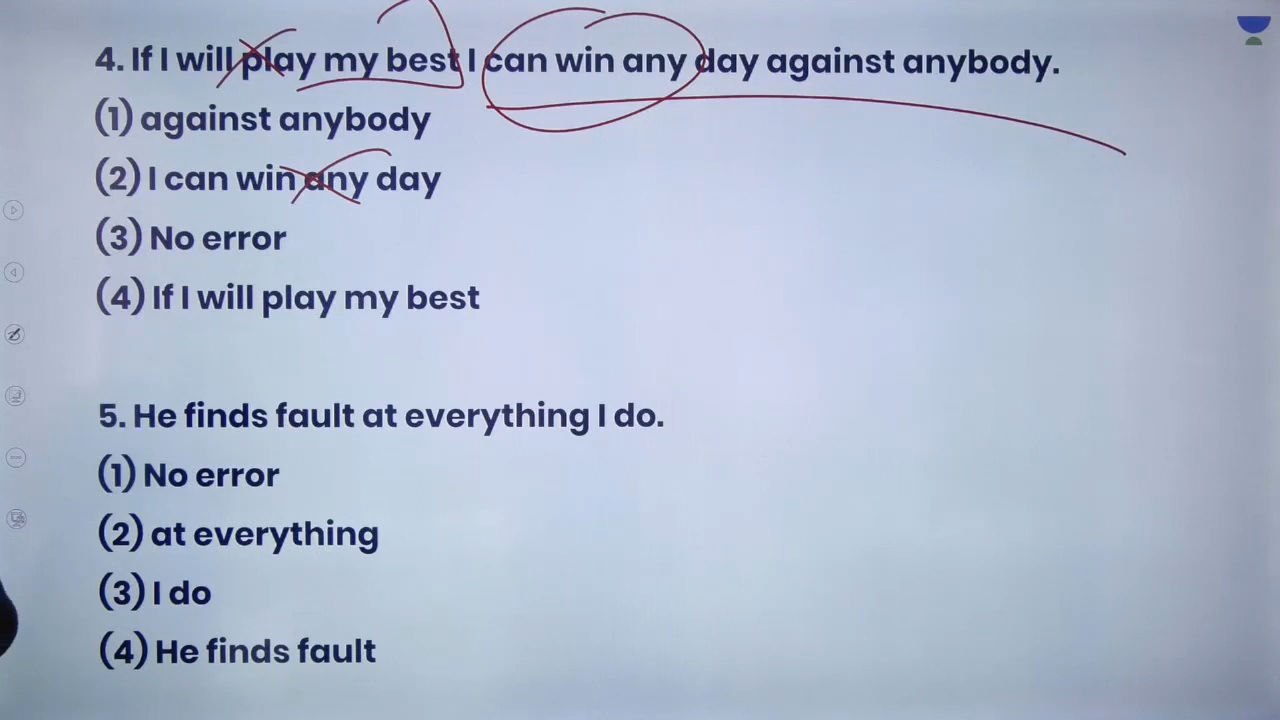 4. If I will play my best I can win any day against anybody.
(1) against anybody
(2) I can win any day
(3) No error
(4) If I will play my best
5. He finds fault at everything I do.
(1) No error
(2) at everything
(3) I do
(4) He finds fault